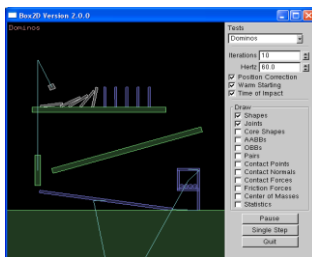 Box2D Version 2.0.0
Dominos
Tests
Dominos
Iterations 10
Hertz 60.0
Position Correction
Warm Starting
Time of Impact
Draw
Shapes
Joints
Core Shapes
AABBs
OBBs
Pairs
Contact Points
Contact Normals
Contact Forces
Friction Forces
Center of Masses
Statistics
Pause
Single Step
Quit